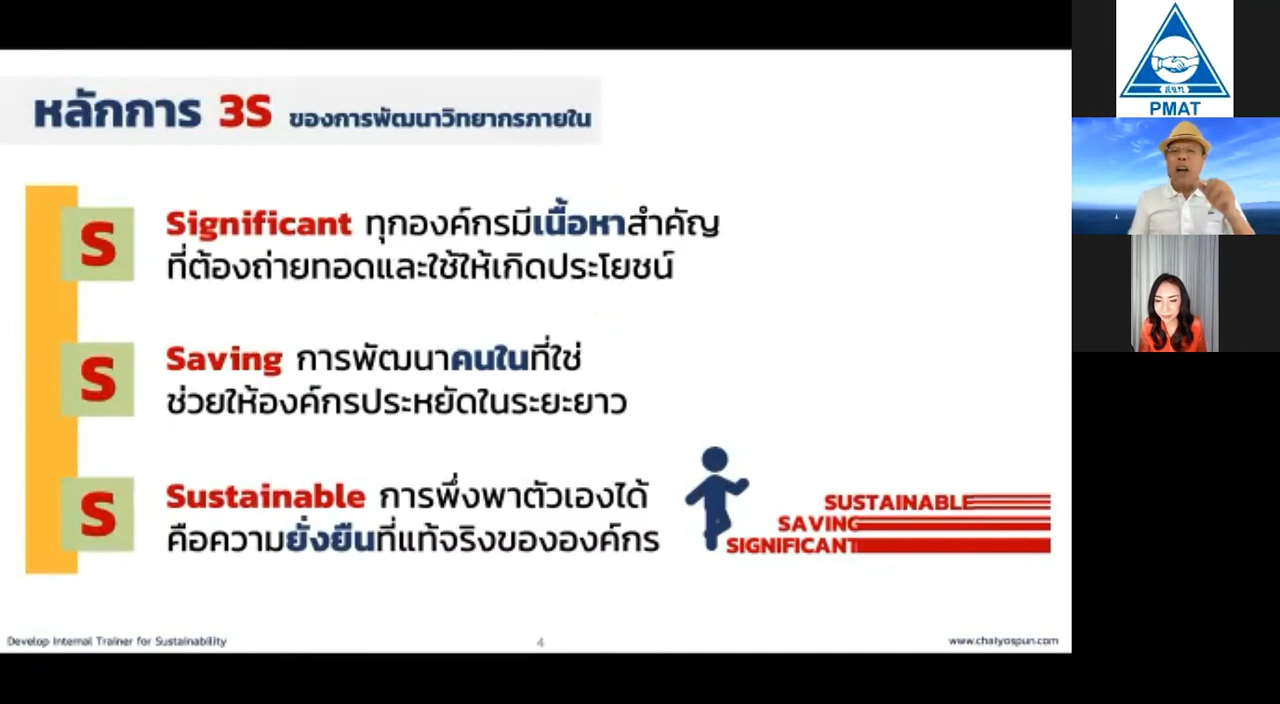 หลักการ 3S ของการพัฒนาวิทยากรภายใน
S
Significant ทุกองค์กรมีเนื้อหาสำคัญ
ที่ต้องถ่ายทอดและใช้ให้เกิดประโยชน์
S
Saving การพัฒนาคนในที่ใช่
ช่วยให้องค์กรประหยัดในระยะยาว
S
Sustainable การพึ่งพาตัวเองได้
คือความยั่งยืนที่แท้จริงขององค์กร
SUSTAINABLE
SAVING
SIGNIFICANT
Develop Internal Trainer for Sustainability
4
www.chaiyospun.com
PMAT